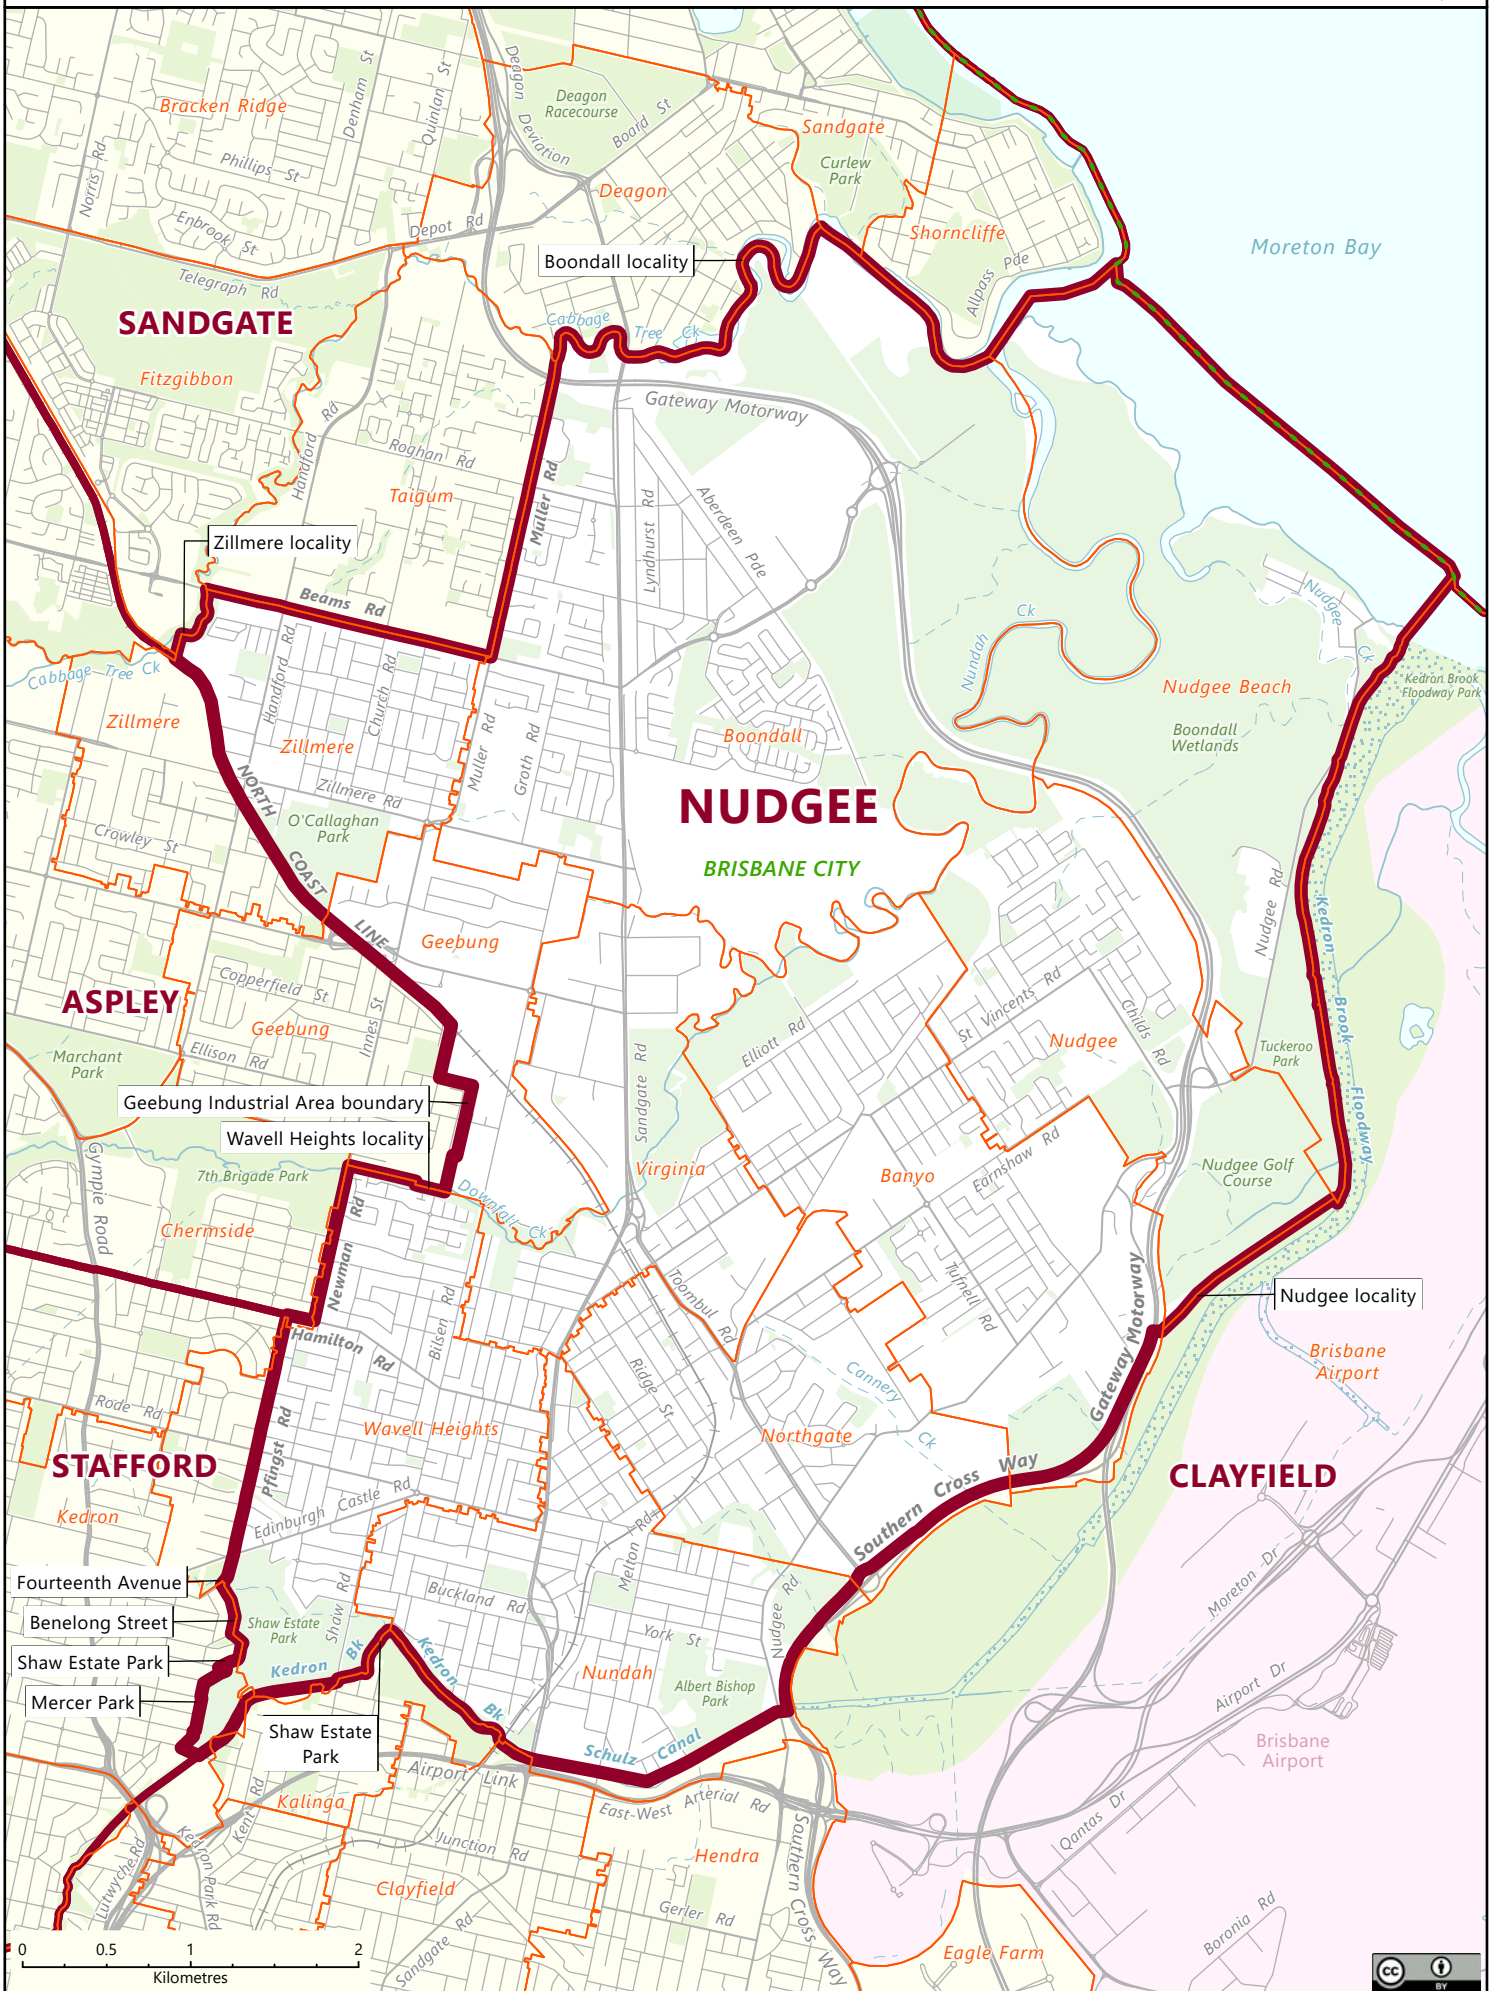 Deagon Deviation
Denham St
Quinlan St
Bracken Ridge
Deagon
Racecourse
Board St
Sandgate
Norris Rd
Phillips St
Curlew
Park
Deagon
Enbrook St
Depot Rd
Shorncliffe
Moreton Bay
Boondall locality
Telegraph Rd
Allpass Pde
SANDGATE
Cabbage Tree Ck
Fitzgibbon
Gateway Motorway
Handford Rd
Roghan Rd
Taigum
Muller Rd
Lyndhurst Rd
Aberdeen Pde
Zillmere locality
Beams Rd
Nudgee Ck
Nundah Ck
Handford Rd
Church Rd
Cabbage Tree Ck
Nudgee Beach
Kedron Brook
Floodway Park
Zillmere
Zillmere
Muller Rd
Groth Rd
Boondall
Boondall
Wetlands
NORTH COAST LINE
Zillmere Rd
NUDGEE
O'Callaghan
Park
Crowley St
BRISBANE CITY
Nudgee Rd
Kedron Brook Floodway
Geebung
Copperfield St
ASPLEY
Innes St
St Vincents Rd
Childs Rd
Geebung
Elliott Rd
Nudgee
Ellison Rd
Marchant
Park
Sandgate Rd
Tuckeroo
Park
Geebung Industrial Area boundary
Wavell Heights locality
Gympie Road
7th Brigade Park
Virginia
Banyo
Earnshaw Rd
Nudgee Golf
Course
Downfall Ck
Newman Rd
Chermside
Toombul Rd
Tufnell Rd
Gateway Motorway
Nudgee locality
Bilsen Rd
Hamilton Rd
Brisbane
Airport
Ridge St
Cannery Ck
Rode Rd
Pfingst Rd
Wavell Heights
Northgate
STAFFORD
Southern Cross Way
CLAYFIELD
Edinburgh Castle Rd
Kedron
Melton Rd
Moreton Dr
Fourteenth Avenue
Buckland Rd
Nudgee Rd
Benelong Street
Shaw Estate
Park
Shaw Rd
York St
Shaw Estate Park
Kedron Bk
Kedron Bk
Nundah
Airport Dr
Mercer Park
Albert Bishop
Park
Shaw Estate
Park
Schulz Canal
Brisbane
Airport
Airport Link
Kalinga
East-West Arterial Rd
Qantas Dr
Kent Rd
Kedron Park Rd
Lutwyche Rd
Junction Rd
Hendra
Southern Cross Way
Clayfield
Gerler Rd
Sandgate Rd
Boronia Rd
Eagle Farm
0 0.5 1 2
Kilometres
cc BY